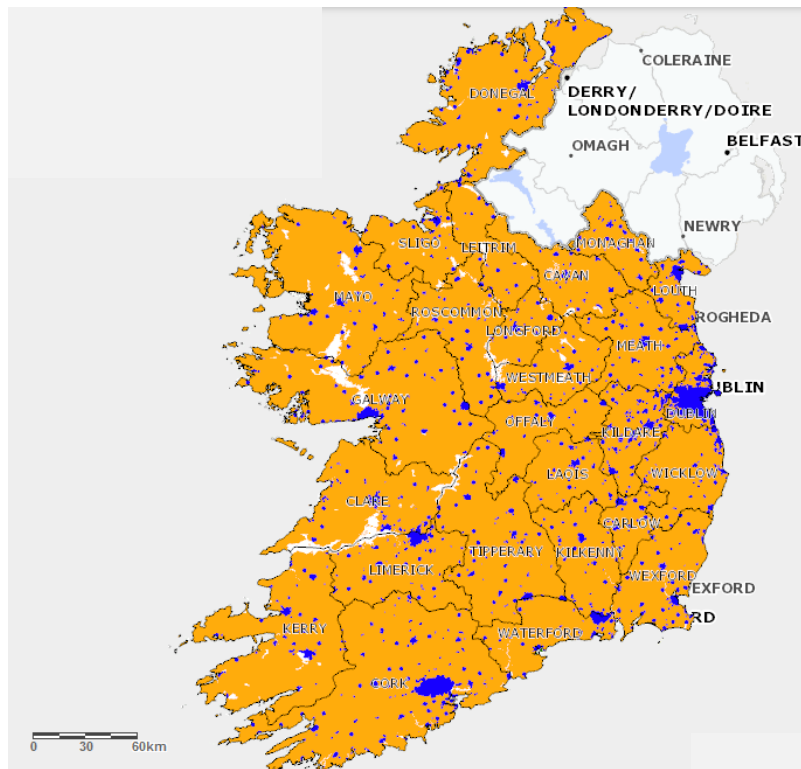 COLERAINE
DONEGAL
DERRY/
LONDONDERRY/DOIRE
BELFAST
OMAGH
NEWRY
SLIGO
LEITRIM
MONAGHAN
CAVAN
LOUTH
MAYO
ROSCOMMON
ROGHEDA
LONGFORD
MEATH
WESTMEATH
UBLIN
GALWAY
DUBLIN
OFFALY
KILDARE
LAOIS
WICKLOW
CLARE
CARLOW
TIPPERARY
KILKENNY
LIMERICK
WEXFORD
EXFORD
RD
KERRY
WATERFORD
CORK
0 30 60km